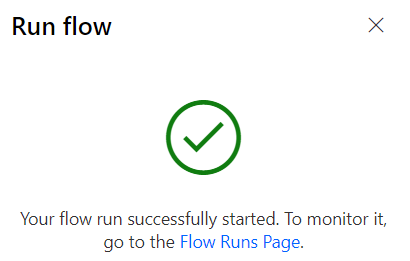 Run flow
Your flow run successfully started. To monitor it,
go to the Flow Runs Page.